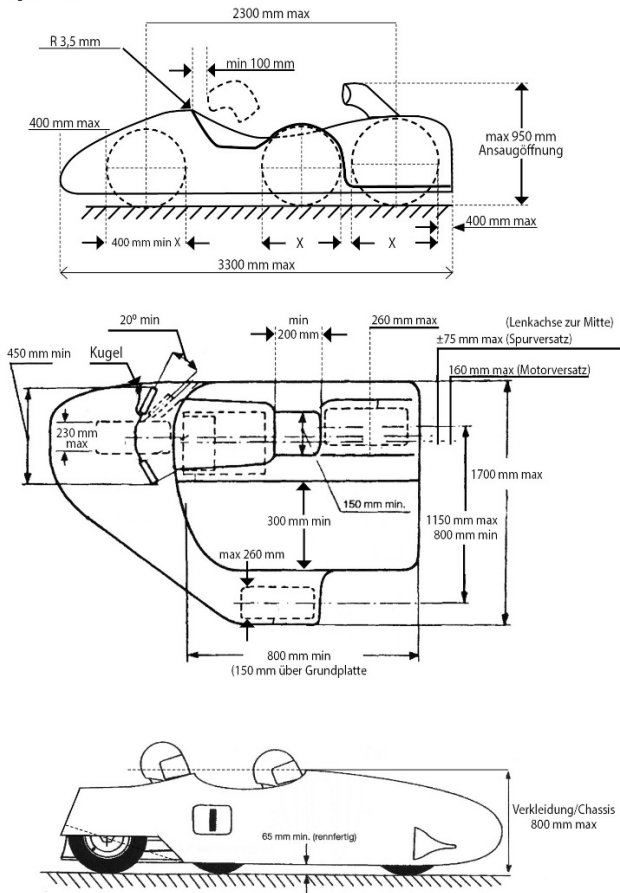 2300 mm max
R 3,5 mm
min 100 mm
400 mm max
max 950 mm
Ansaugöffnung
400 mm max
400 mm min X
X
X
3300 mm max
min
200 mm
260 mm max
(Lenkachse zur Mitte)
±75 mm max (Spurversatz)
160 mm max (Motorversatz)
20º min
450 mm min
Kugel
230 mm
max
150 mm min.
1700 mm max
300 mm min
1150 mm max
800 mm min
max 260 mm
800 mm min
(150 mm über Grundplatte
Verkleidung/Chassis
800 mm max
65 mm min. (rennfertig)